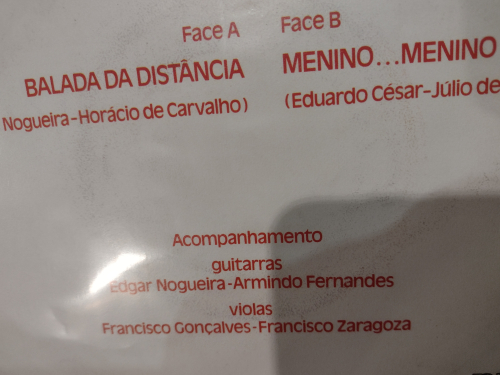 Face A
BALADA DA DISTÂNCIA
Nogueira-Horácio de Carvalho)
Face B
MENINO...MENINO
(Eduardo César-Júlio de
Acompanhamento
guitarras
Edgar Nogueira-Armindo Fernandes
violas
Francisco Gonçalves-Francisco Zaragoza